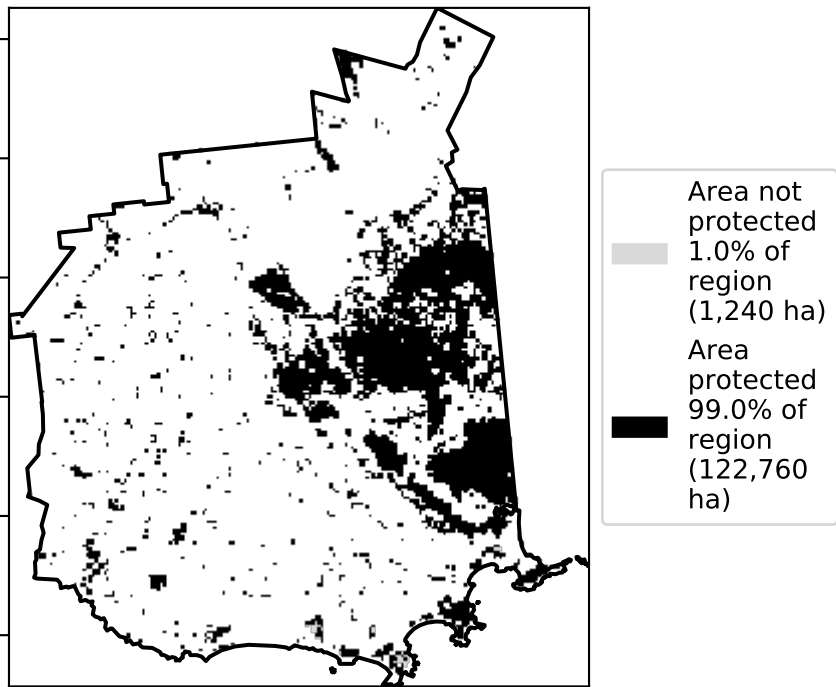 Area not
protected
1.0% of
region
(1,240 ha)
Area
protected
99.0% of
region
(122,760
ha)